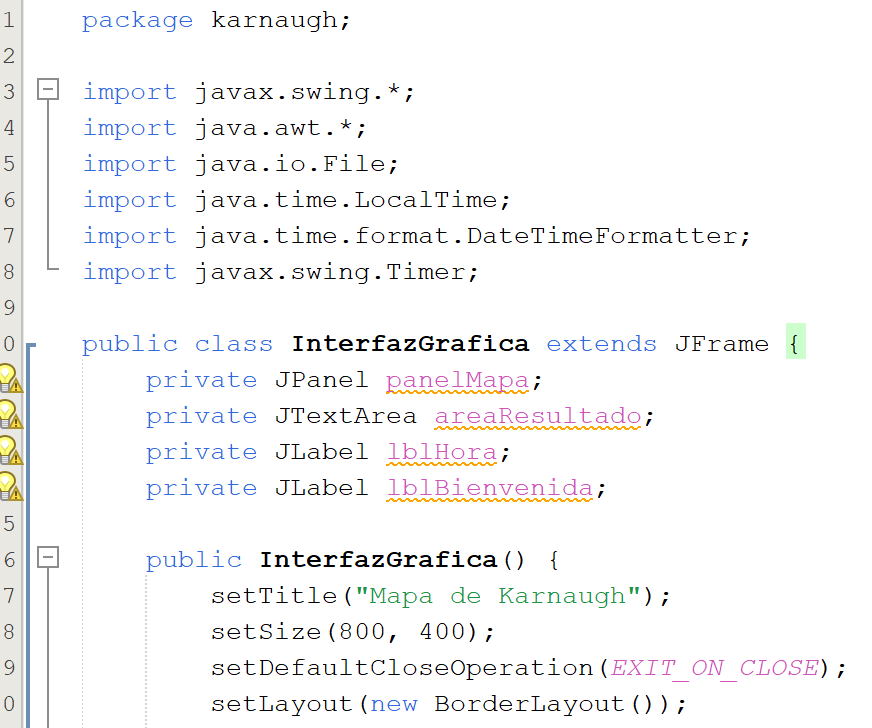 1 package karnaugh;
2
3 import javax.swing.*;
4 import java.awt.*;
5 import java.io.File;
6 import java.time.LocalTime;
7 import java.time.format.DateTimeFormatter;
8 import javax.swing.Timer;
9
0 public class InterfazGrafica extends JFrame {
private JPanel panelMapa;
private JTextArea areaResultado;
private JLabel lblHora;
private JLabel lblBienvenida;
5
6 public InterfazGrafica() {
7 setTitle("Mapa de Karnaugh");
8 setSize(800, 400);
9 setDefaultCloseOperation(EXIT_ON_CLOSE);
0 setLayout(new BorderLayout());